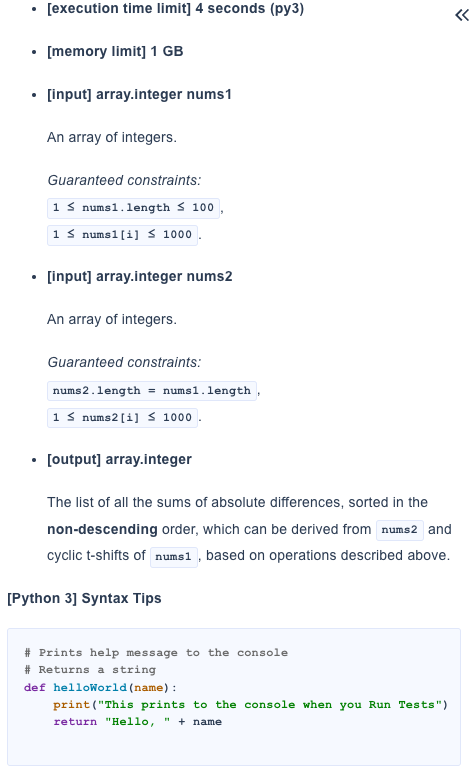 [execution time limit] 4 seconds (py3)
[memory limit] 1 GB
[input] array.integer nums1
An array of integers.
Guaranteed constraints:
1 ≤ nums1.length ≤ 100,
1 ≤ nums1[i] ≤ 1000.
[input] array.integer nums2
An array of integers.
Guaranteed constraints:
nums2.length = nums1.length,
1 ≤ nums2[i] ≤ 1000.
[output] array.integer
The list of all the sums of absolute differences, sorted in the
non-descending order, which can be derived from nums2 and
cyclic t-shifts of nums1, based on operations described above.
[Python 3] Syntax Tips
# Prints help message to the console
# Returns a string
def helloWorld(name):
    print("This prints to the console when you Run Tests")
    return "Hello, " + name